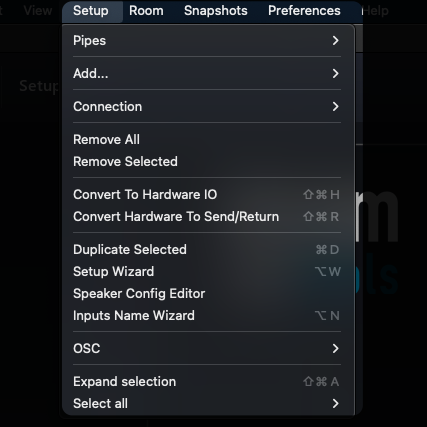 View Setup Room Snapshots Preferences Help
Pipes
Add...
Setup
Connection
Remove All
Remove Selected
Convert To Hardware IO ⇧⌘H
Convert Hardware To Send/Return ⇧⌘R
Duplicate Selected ⌘D
Setup Wizard ⌥W
Speaker Config Editor
Inputs Name Wizard ⌥N
OSC
Expand selection ⇧⌘A
Select all